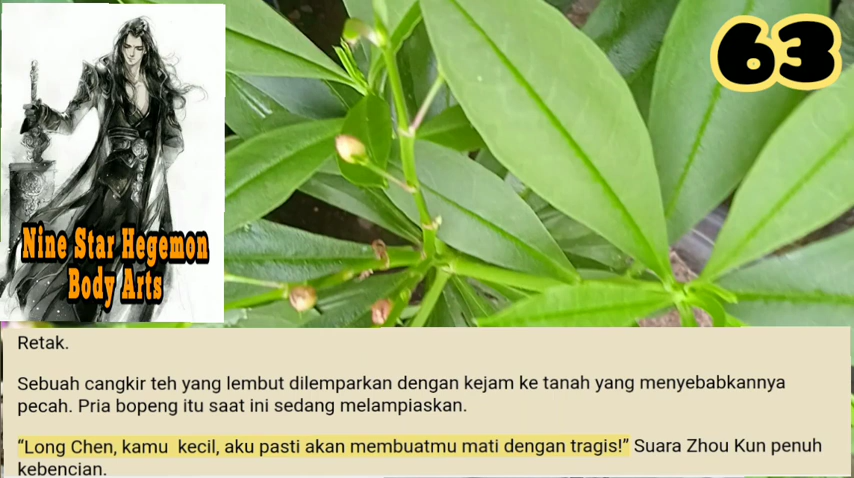 63
Nine Star Hegemon
Body Arts
Retak.
Sebuah cangkir teh yang lembut dilemparkan dengan kejam ke tanah yang menyebabkannya
pecah. Pria bopeng itu saat ini sedang melampiaskan.
“Long Chen, kamu  kecil, aku pasti akan membuatmu mati dengan tragis!” Suara Zhou Kun penuh
kebencian.